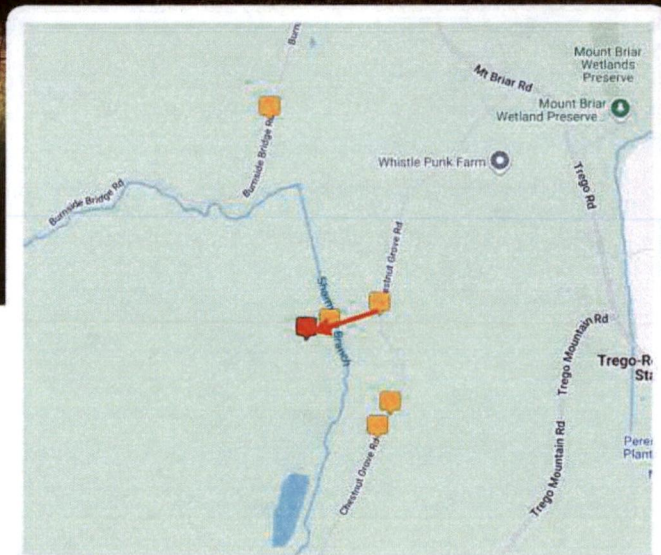 Burn
Mt Briar Rd
Mount Briar
Wetlands
Preserve
Mount Briar
Wetland Preserve...
Burnside Bridge Rd
Whistle Punk Farm
Trego Rd
Burnside Bridge Rd
estnut Grove Rd
Branch
Trego Mountain Rd
Trego-R
Sta
Chestnut Grove Rd
Trego Mountain Rd
Perer
Plant